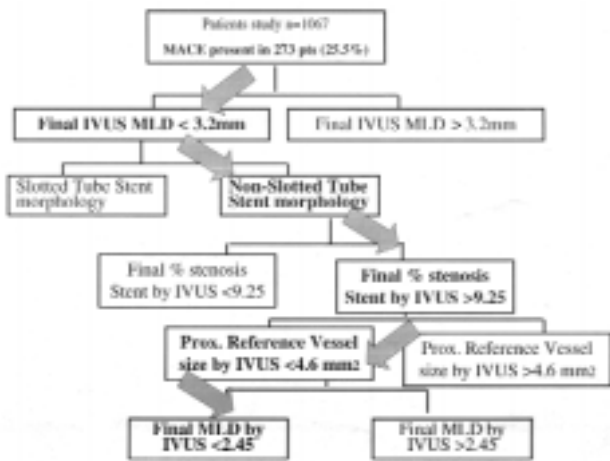 Patients study n=1067
MACE present in 273 pts (25.5%)
Final IVUS MLD < 3.2mm
Final IVUS MLD > 3.2mm
Slotted Tube Stent
morphology
Non-Slotted Tube
Stent morphology
Final % stenosis
Stent by IVUS <9.25
Final % stenosis
Stent by IVUS >9.25
Prox. Reference Vessel
size by IVUS <4.6 mm2
Prox. Reference Vessel
size by IVUS >4.6 mm2
Final MLD by
IVUS <2.45
Final MLD by
IVUS >2.45